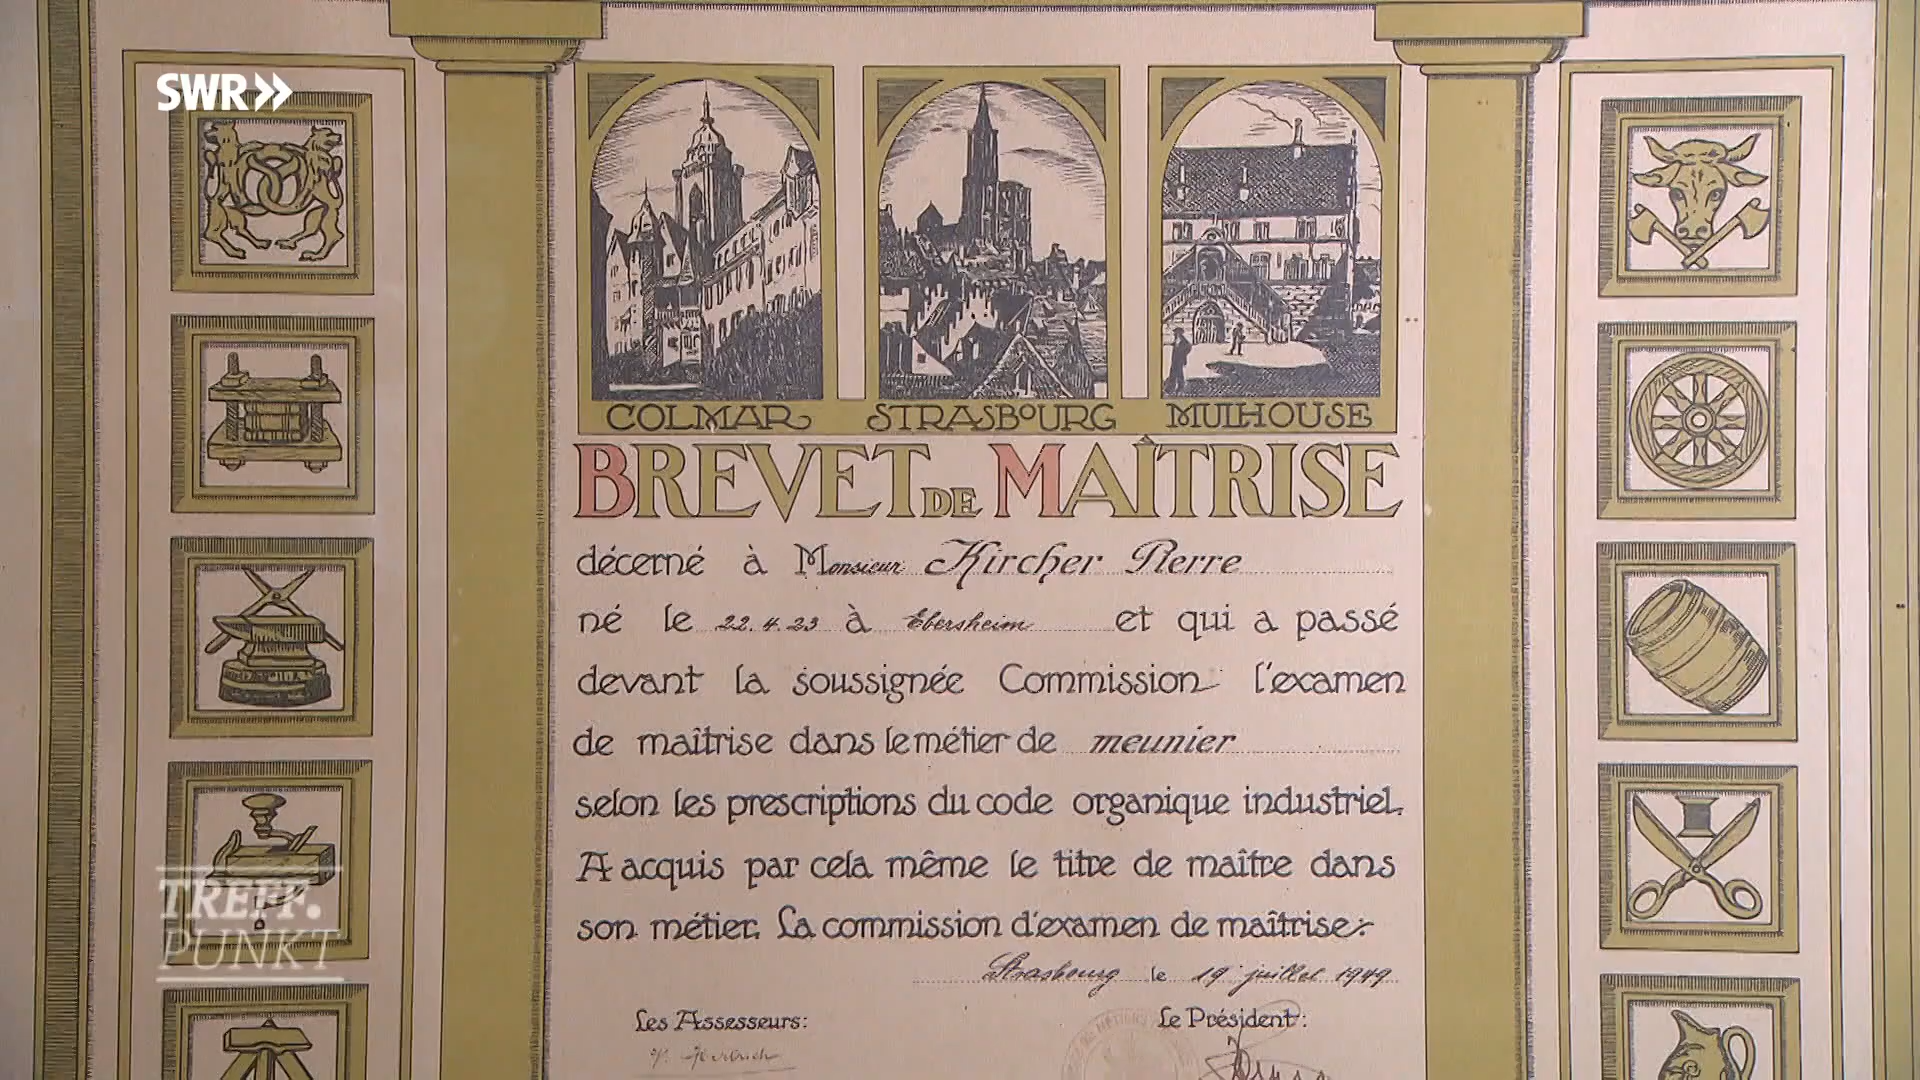 SWR
COLMAR STRASBOURG MULHOUSE
BREVET DE MAÎTRISE
décerné à Monsieur Kircher Pierre
né le 22.4.23 à Ebersheim et qui a passé
devant la soussignée Commission l'examen
de maîtrise dans le métier de meunier
selon les prescriptions du code organique industriel.
A acquis par cela même le titre de maître dans
son métier. La commission d'examen de maîtrise:
Strasbourg le 19 juillet 1949
Les Assesseurs: Le Président:
TREFF.
PUNKT